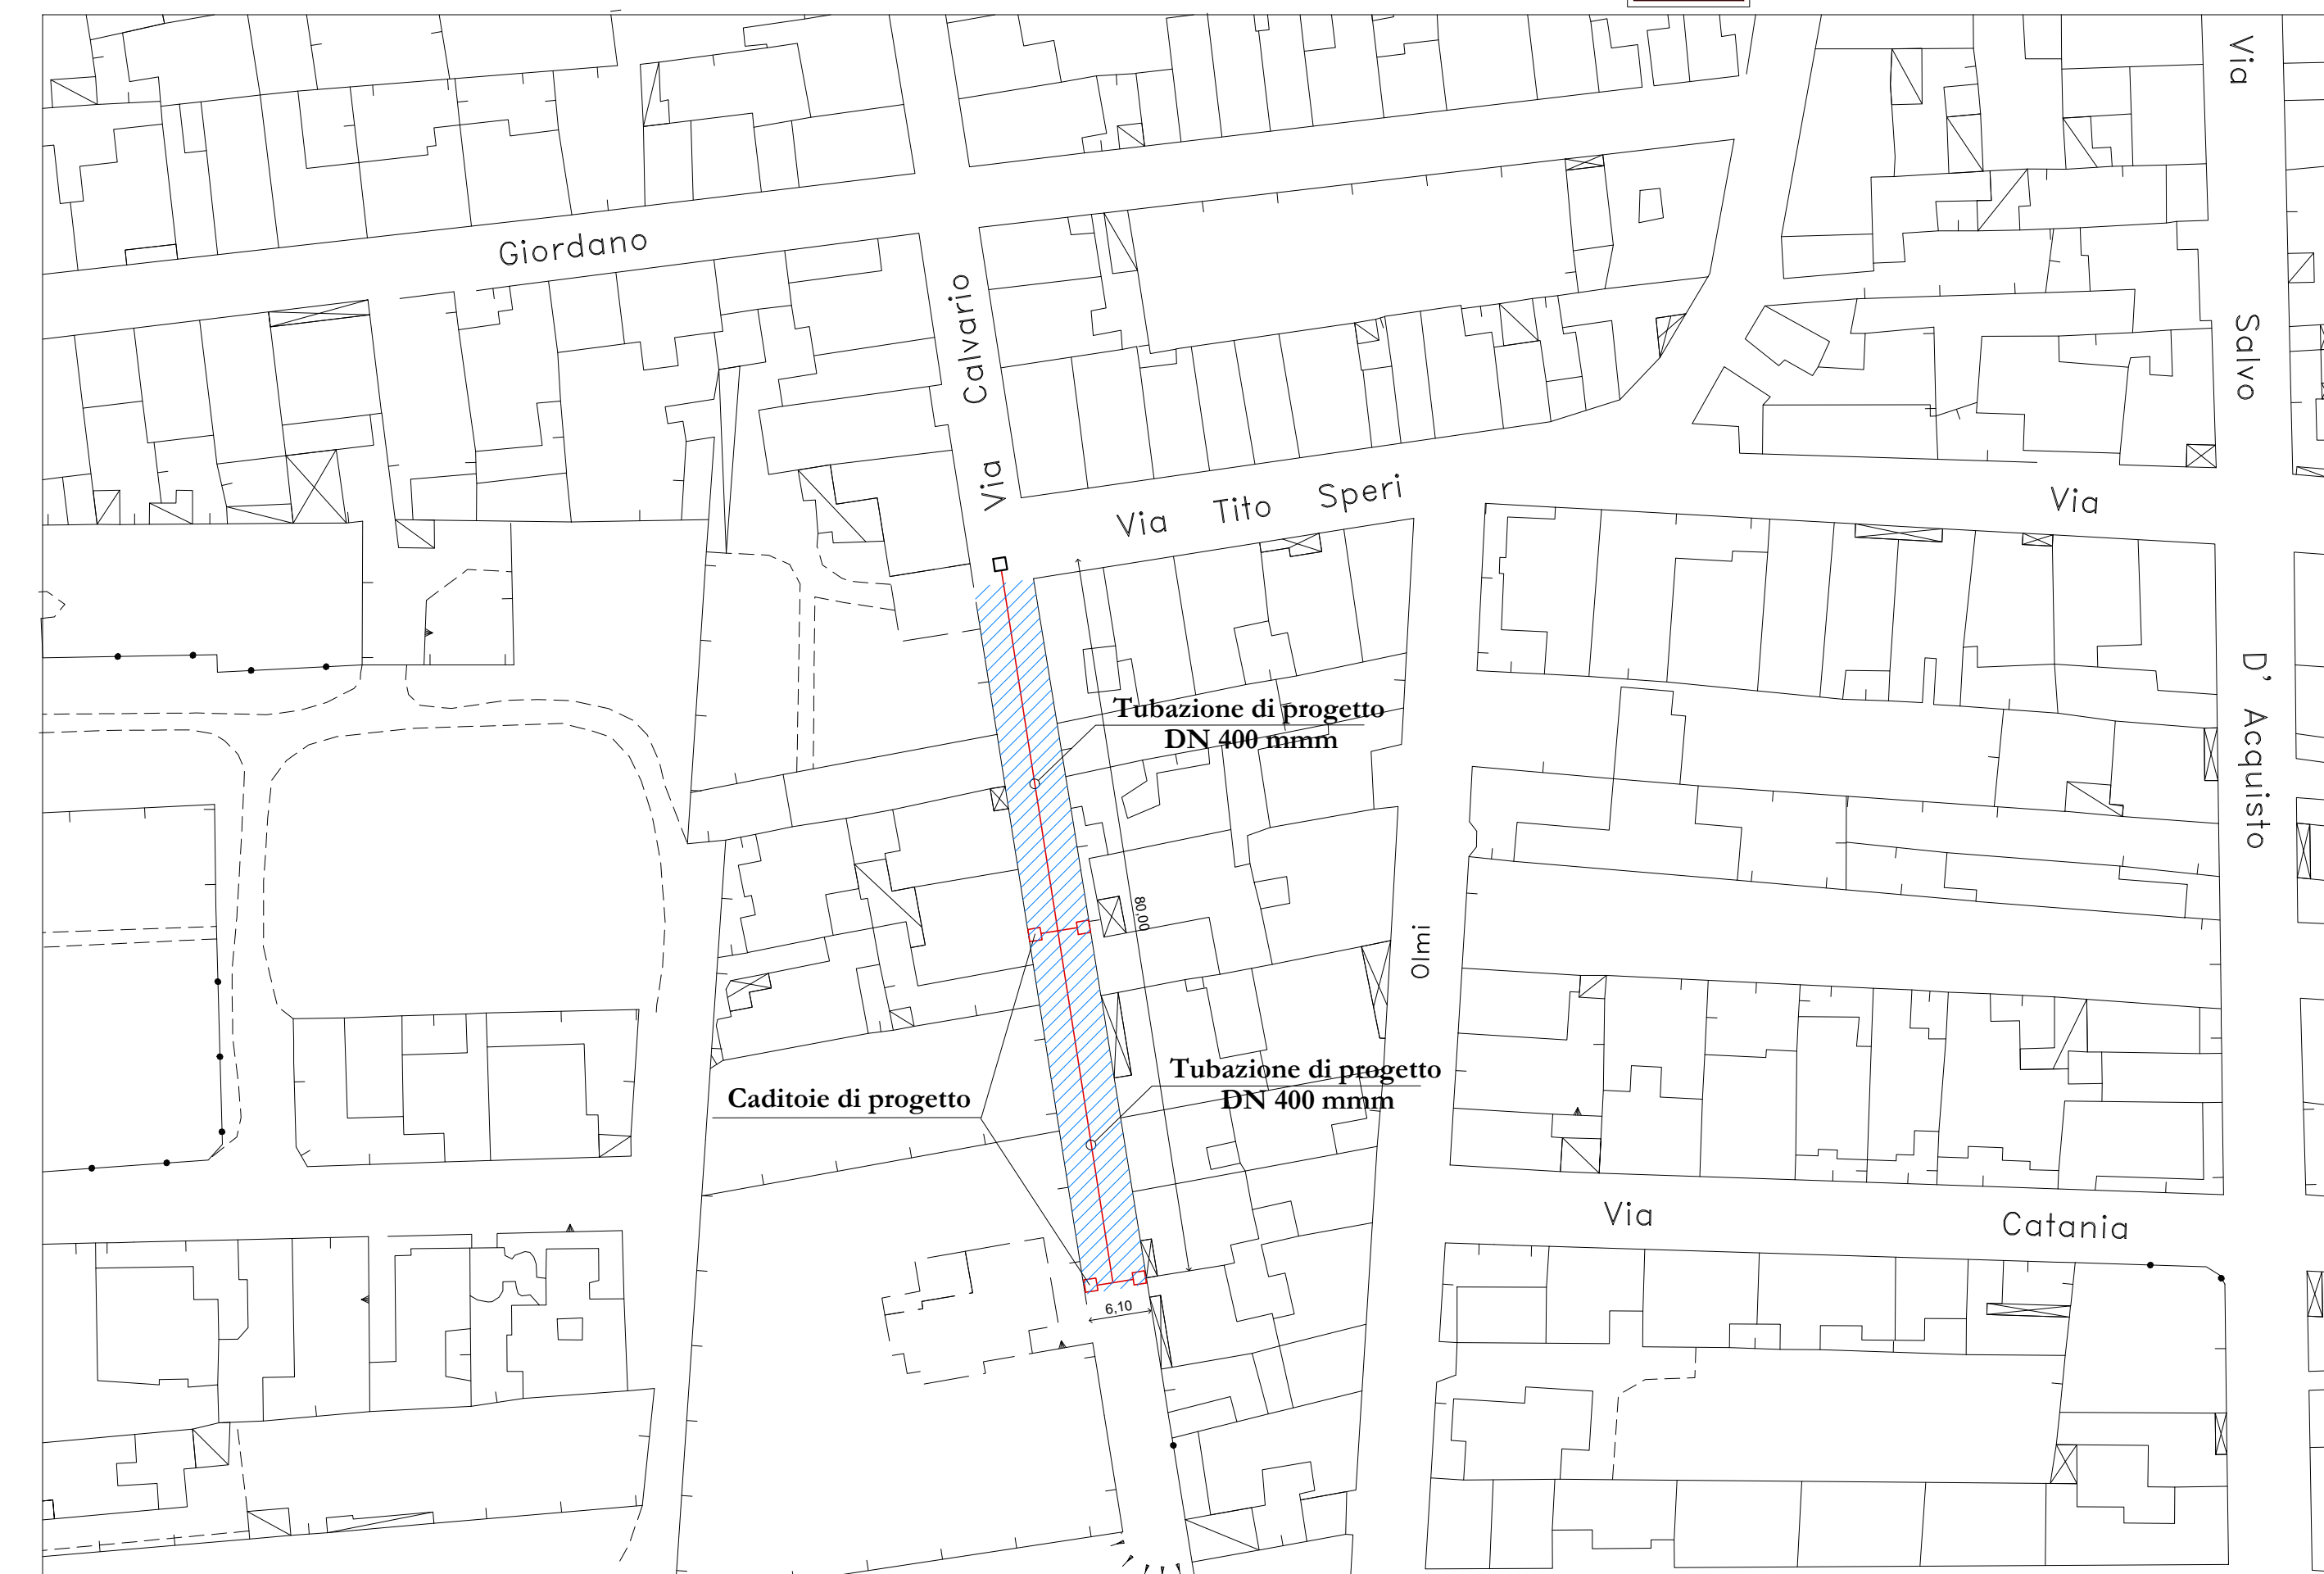 Via
Giordano
Calvario
Salvo
Via
Via Tito Speri
Via
D' Acquisto
Tubazione di progetto
DN 400 mmm
80,00
Olmi
Tubazione di progetto
DN 400 mmm
Caditoie di progetto
Via Catania
6,10